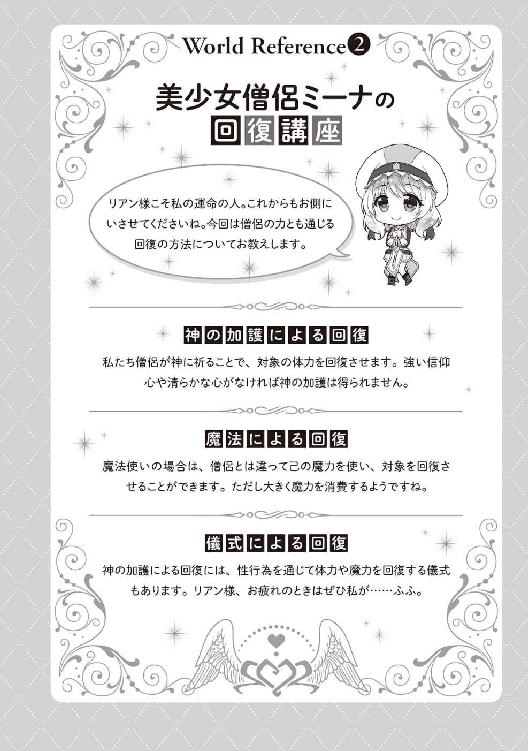 World Reference❷
美少女僧侶ミーナの
回復講座
リアン様こそ私の運命の人。これからもお側に
いさせてくださいね。今回は僧侶の力とも通じる
回復の方法についてお教えします。
神の加護による回復
私たち僧侶が神に祈ることで、対象の体力を回復させます。強い信仰
心や清らかな心がなければ神の加護は得られません。
魔法による回復
魔法使いの場合は、僧侶とは違って己の魔力を使い、対象を回復さ
せることができます。ただし大きく魔力を消費するようですね。
儀式による回復
神の加護による回復には、性行為を通じて体力や魔力を回復する儀式
もあります。リアン様、お疲れのときはぜひ私が……ふふ。